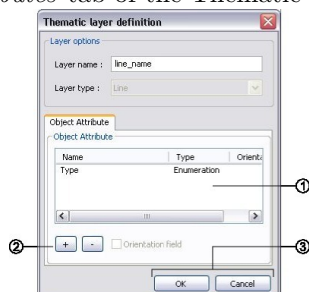 tab of the Thematic
Thematic layer definition
Layer options
Layer name : line_name
Layer type : Line
Object Attribute
Object Attribute
Name Type Orienta
Type Enumeration
1
2 + - Orientation field 3
OK Cancel